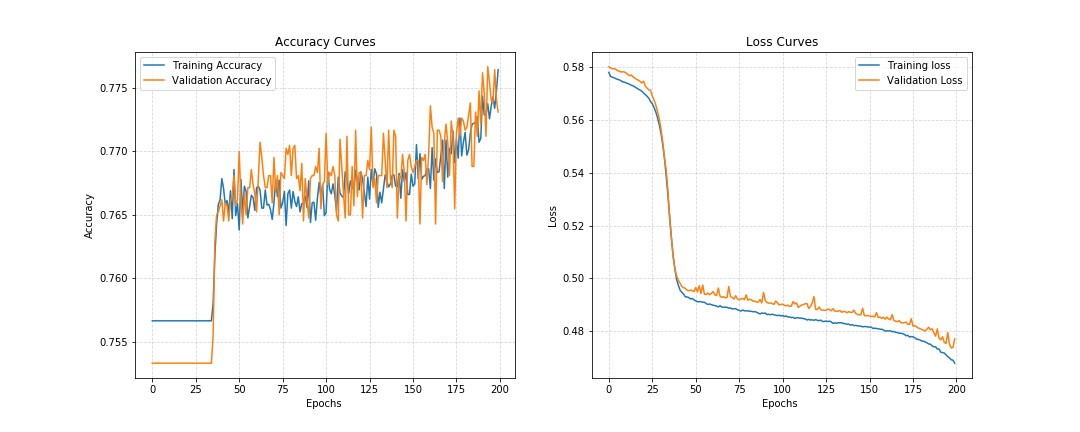 Accuracy Curves
Training Accuracy
Validation Accuracy
0.775
0.770
0.765
0.760
0.755
Accuracy
0 25 50 75 100 125 150 175 200
Epochs
Loss Curves
Training loss
Validation Loss
0.58
0.56
0.54
0.52
0.50
0.48
Loss
0 25 50 75 100 125 150 175 200
Epochs